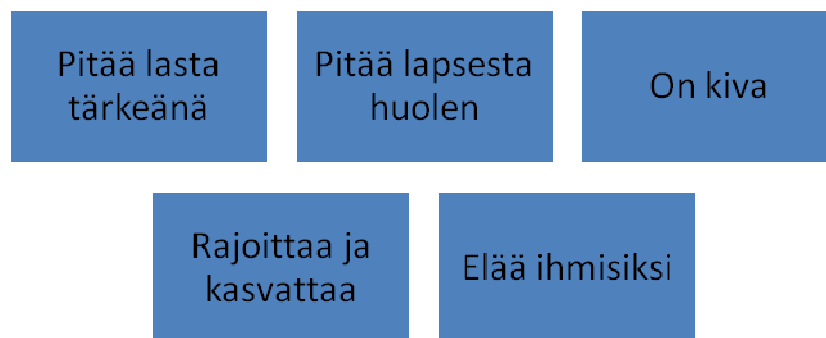 Pitää lasta
tärkeänä
Pitää lapsesta
huolen
On kiva
Rajoittaa ja
kasvattaa
Elää ihmisiksi